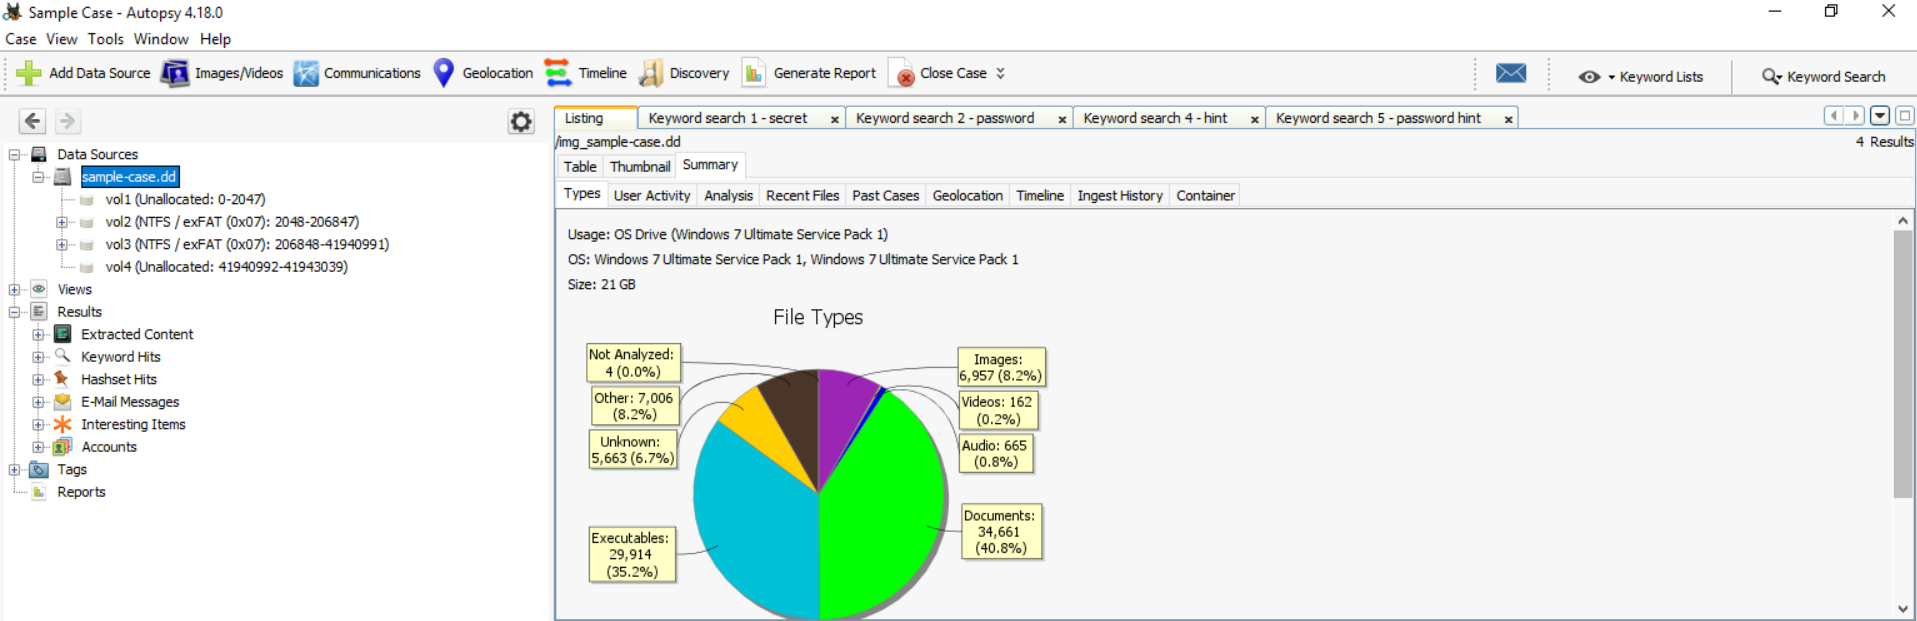 Sample Case - Autopsy 4.18.0
Case View Tools Window Help
Add Data Source Images/Videos Communications Geolocation Timeline Discovery Generate Report Close Case Keyword Lists Keyword Search
Data Sources
sample-case.dd
vol1 (Unallocated: 0-2047)
vol2 (NTFS / exFAT (0x07): 2048-206847)
vol3 (NTFS / exFAT (0x07): 206848-41940991)
vol4 (Unallocated: 41940992-41943039)
Views
Results
Extracted Content
Keyword Hits
Hashset Hits
E-Mail Messages
Interesting Items
Accounts
Tags
Reports
Listing Keyword search 1 - secret x Keyword search 2 - password x Keyword search 4 - hint x Keyword search 5 - password hint x
/img_sample-case.dd 4 Results
Table Thumbnail Summary
Types User Activity Analysis Recent Files Past Cases Geolocation Timeline Ingest History Container
Usage: OS Drive (Windows 7 Ultimate Service Pack 1)
OS: Windows 7 Ultimate Service Pack 1, Windows 7 Ultimate Service Pack 1
Size: 21 GB
File Types
Not Analyzed:
4 (0.0%)
Other: 7,006
(8.2%)
Unknown:
5,663 (6.7%)
Executables:
29,914
(35.2%)
Images:
6,957 (8.2%)
Videos: 162
(0.2%)
Audio: 665
(0.8%)
Documents:
34,661
(40.8%)